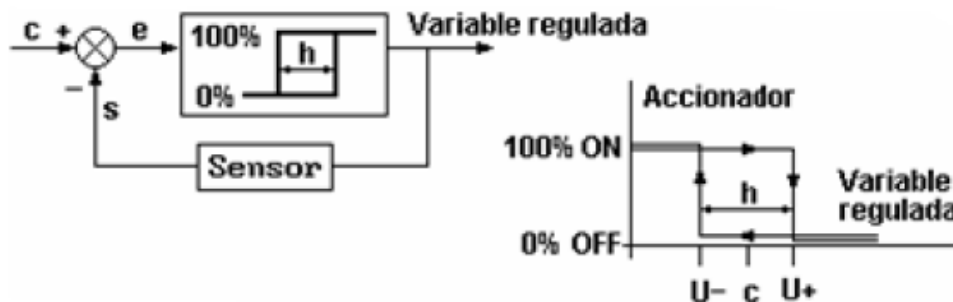 c + e
100%
h
0%
Variable regulada
−
s
Sensor
Accionador
100% ON
h
Variable
regulada
0% OFF
U- c U+